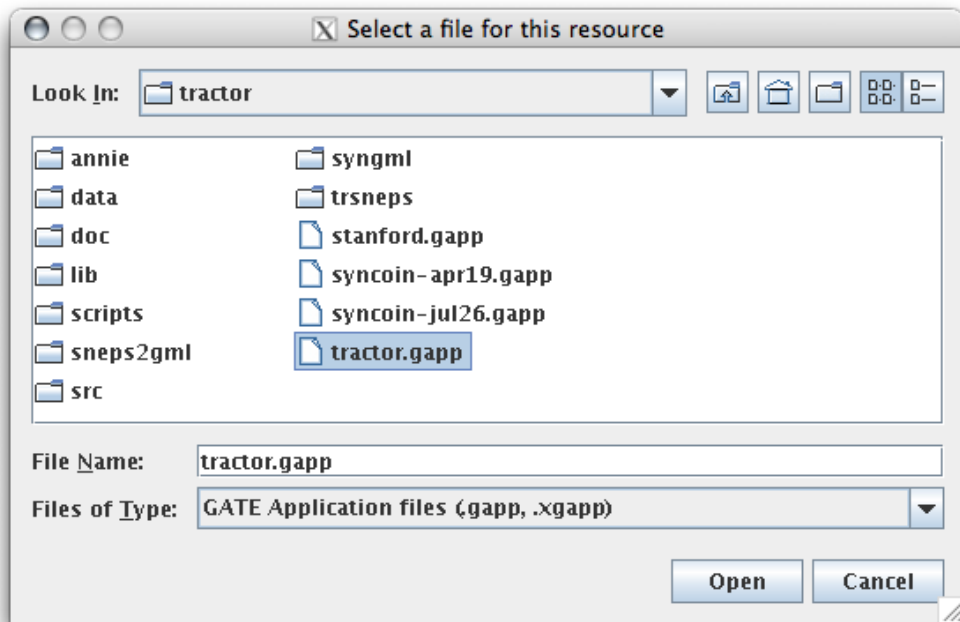 Select a file for this resource
Look In: tractor
annie syngml
data trsneps
doc stanford.gapp
lib syncoin-apr19.gapp
scripts syncoin-jul26.gapp
sneps2gml tractor.gapp
src
File Name: tractor.gapp
Files of Type: GATE Application files (.gapp, .xgapp)
Open Cancel